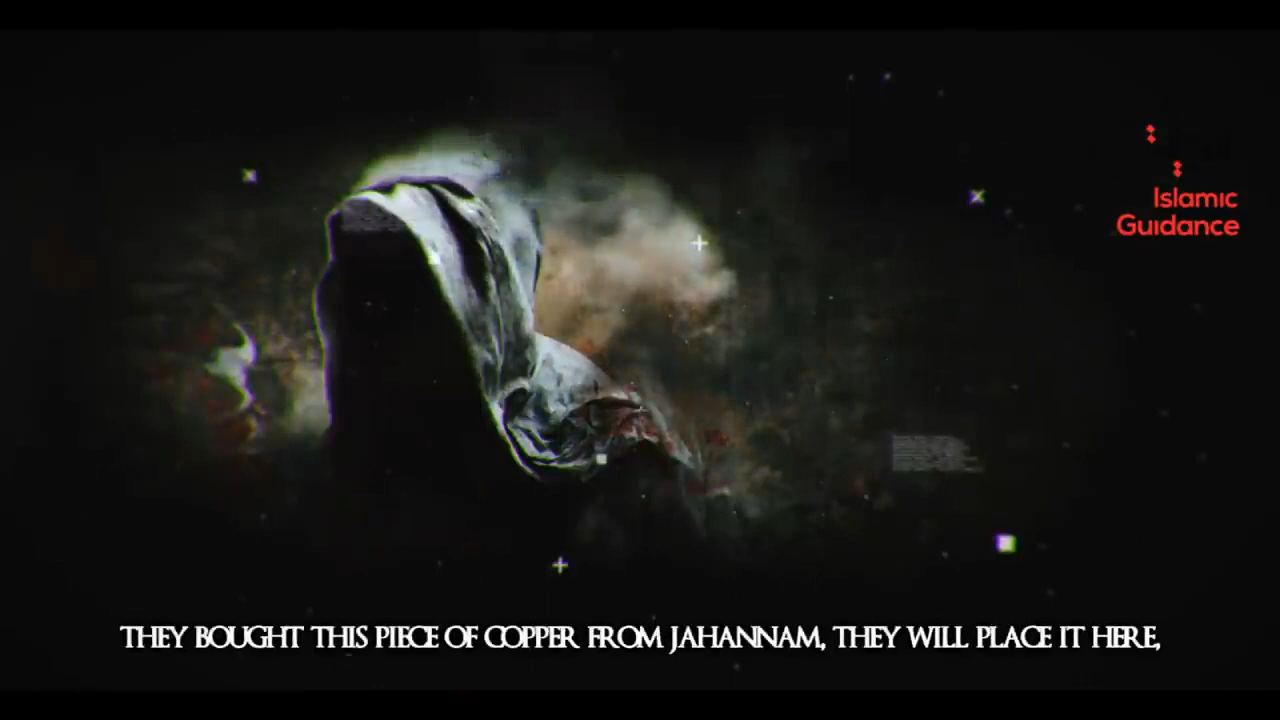 Islamic
Guidance
THEY BOUGHT THIS PIECE OF COPPER FROM JAHANNAM, THEY WILL PLACE IT HERE,